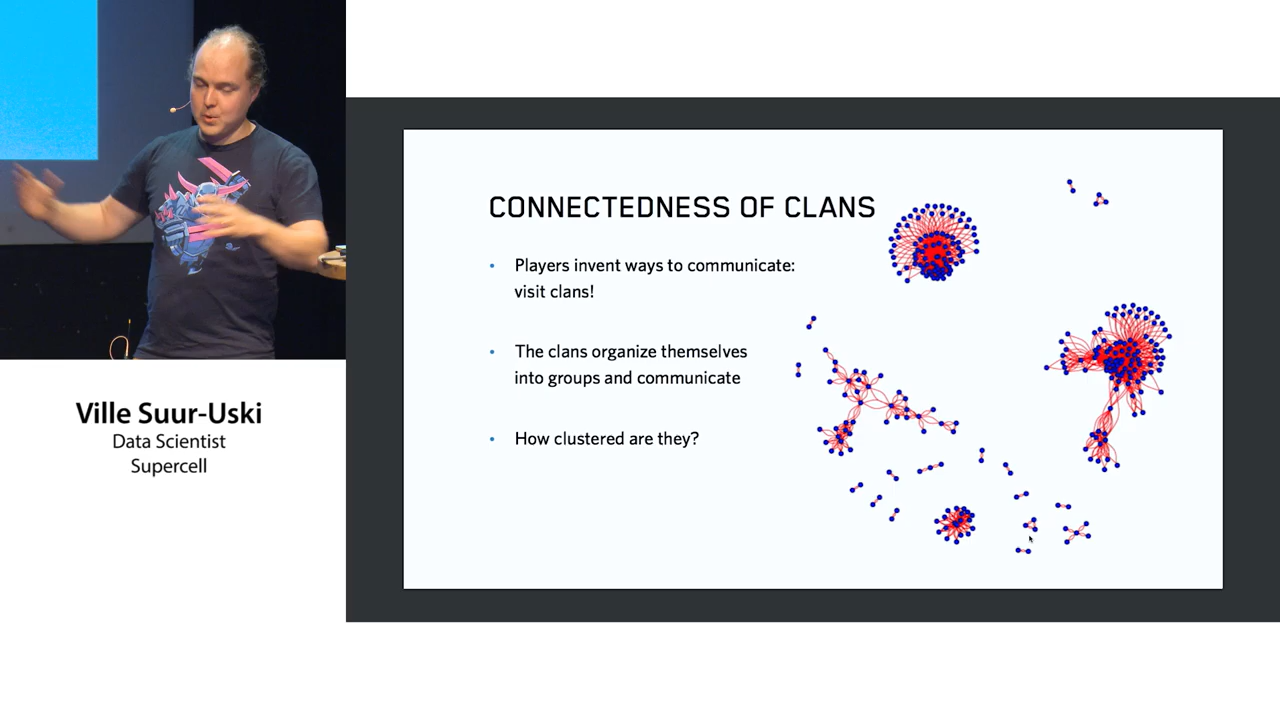 Ville Suur-Uski
Data Scientist
Supercell
CONNECTEDNESS OF CLANS
• Players invent ways to communicate:
visit clans!
• The clans organize themselves
into groups and communicate
• How clustered are they?